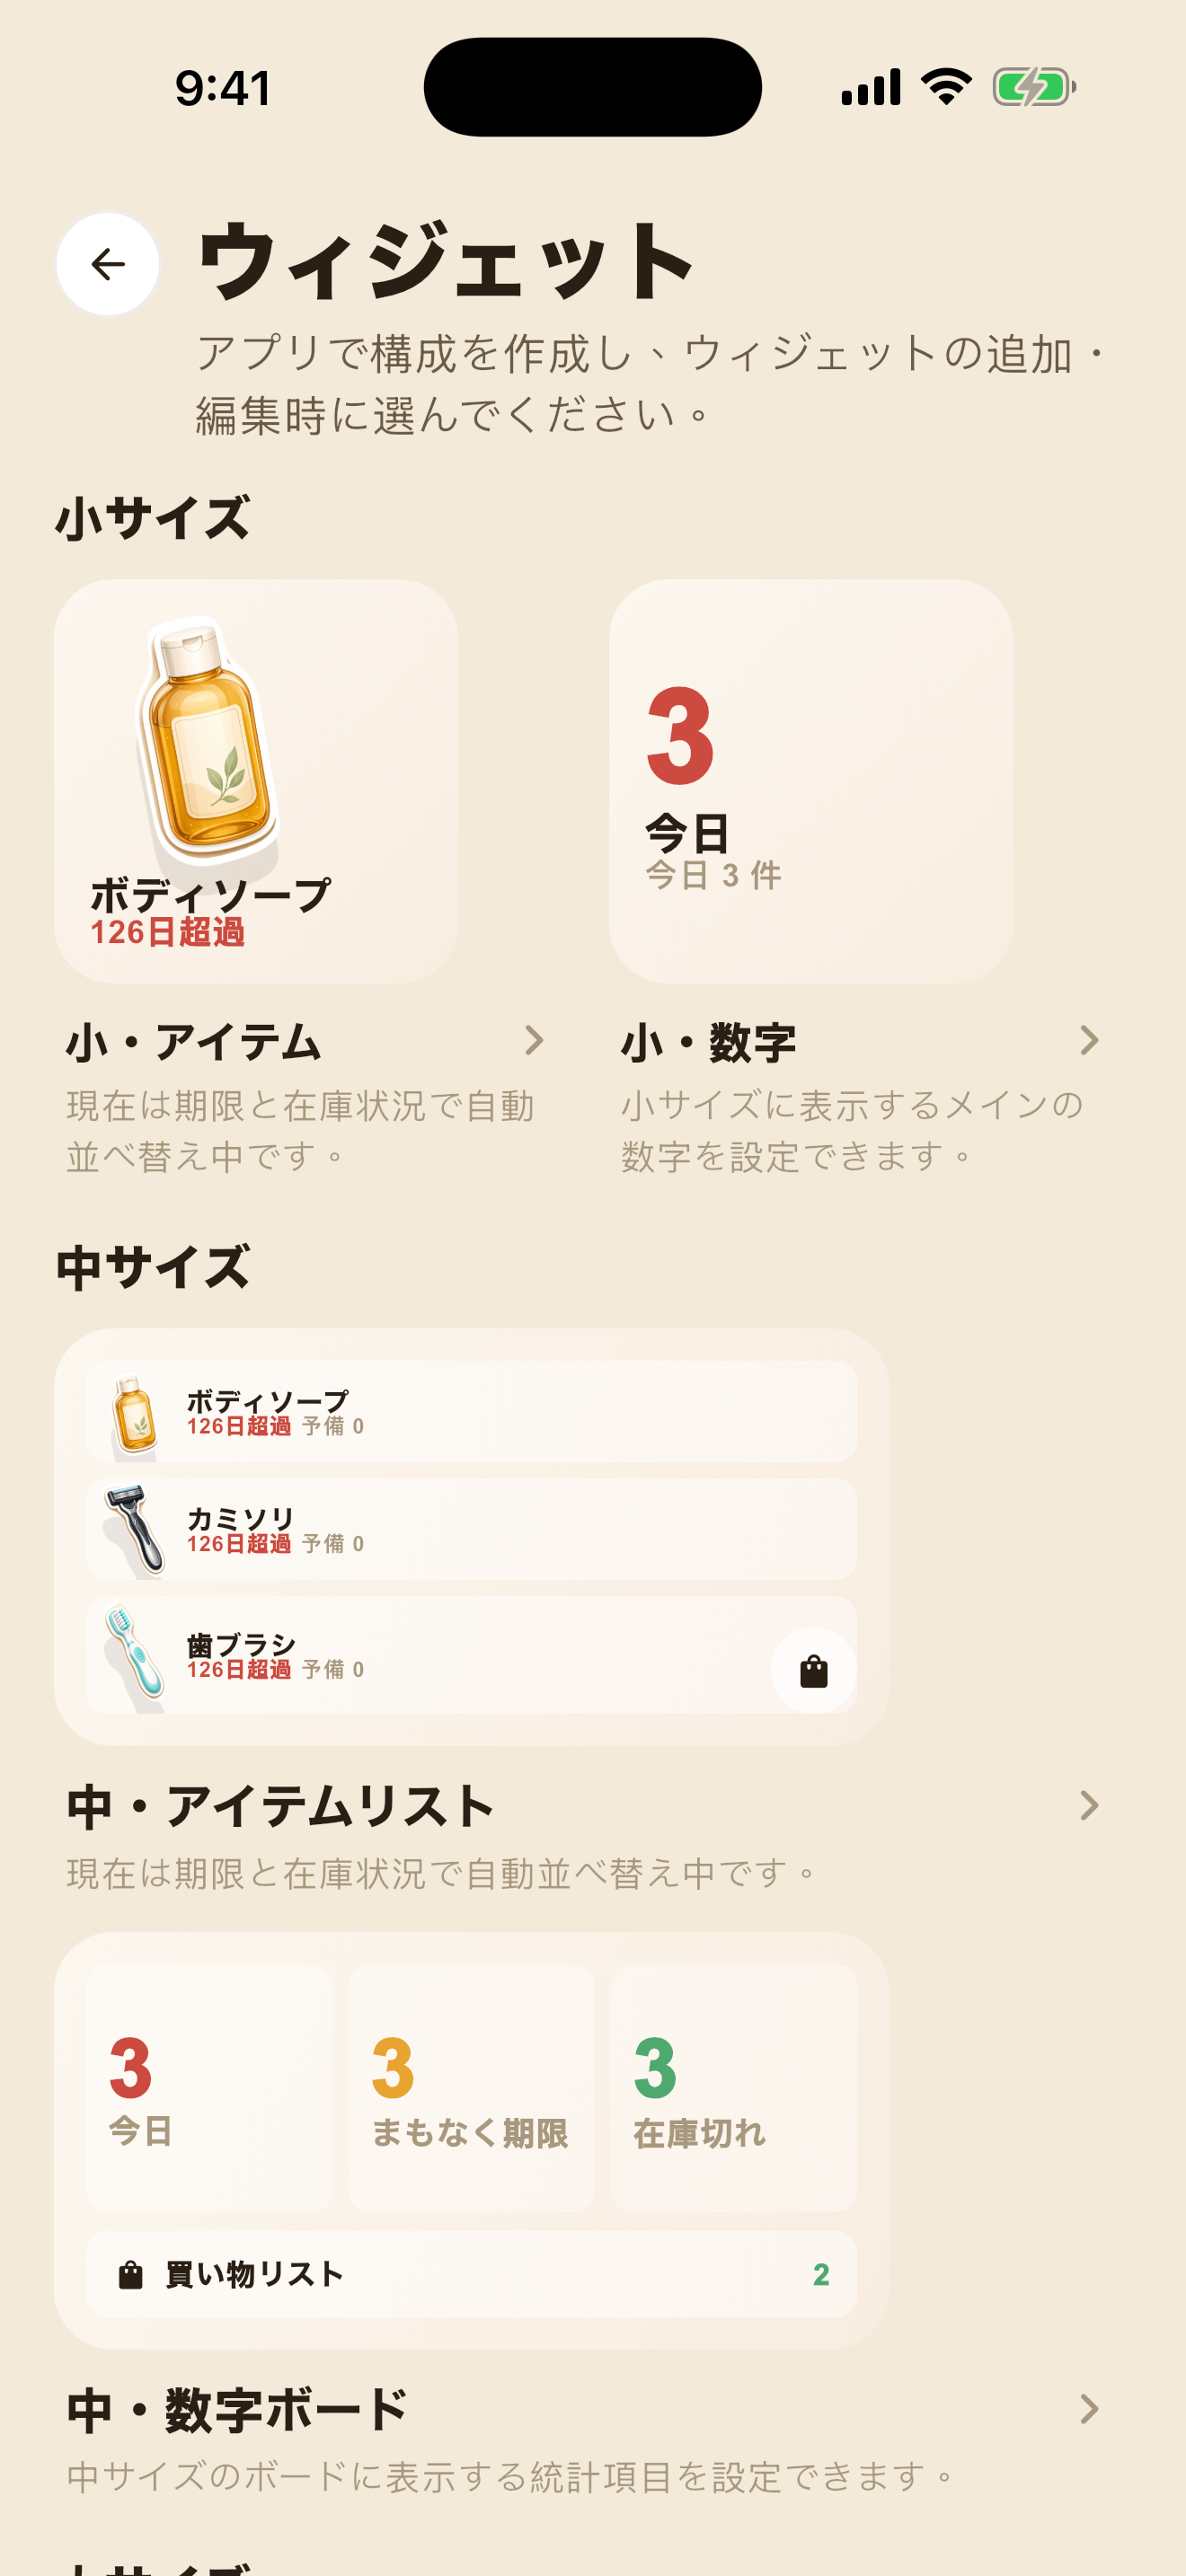 9:41
ウィジェット
アプリで構成を作成し、ウィジェットの追加・
編集時に選んでください。
小サイズ
ボディソープ
126日超過
3
今日
今日 3 件
小・アイテム
現在は期限と在庫状況で自動
並べ替え中です。
小・数字
小サイズに表示するメインの
数字を設定できます。
中サイズ
ボディソープ
126日超過 予備 0
カミソリ
126日超過 予備 0
歯ブラシ
126日超過 予備 0
中・アイテムリスト
現在は期限と在庫状況で自動並べ替え中です。
3
今日
3
まもなく期限
3
在庫切れ
買い物リスト 2
中・数字ボード
中サイズのボードに表示する統計項目を設定できます。